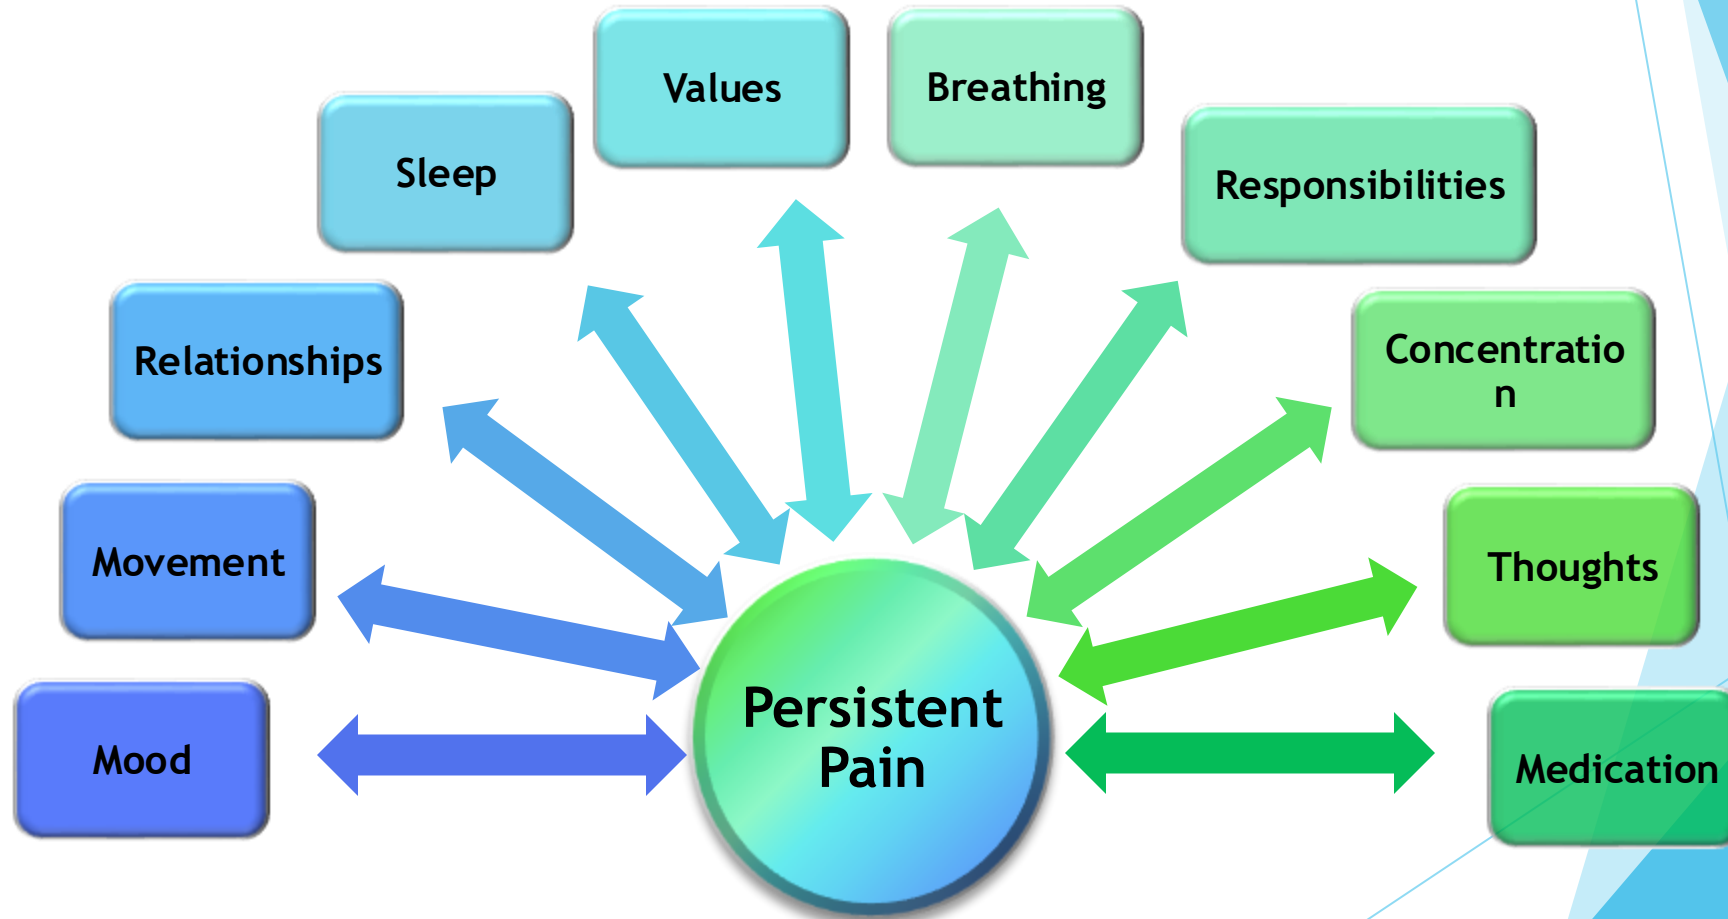 Values
Breathing
Sleep
Responsibilities
Relationships
Concentratio
n
Movement
Thoughts
Mood
Persistent
Pain
Medication